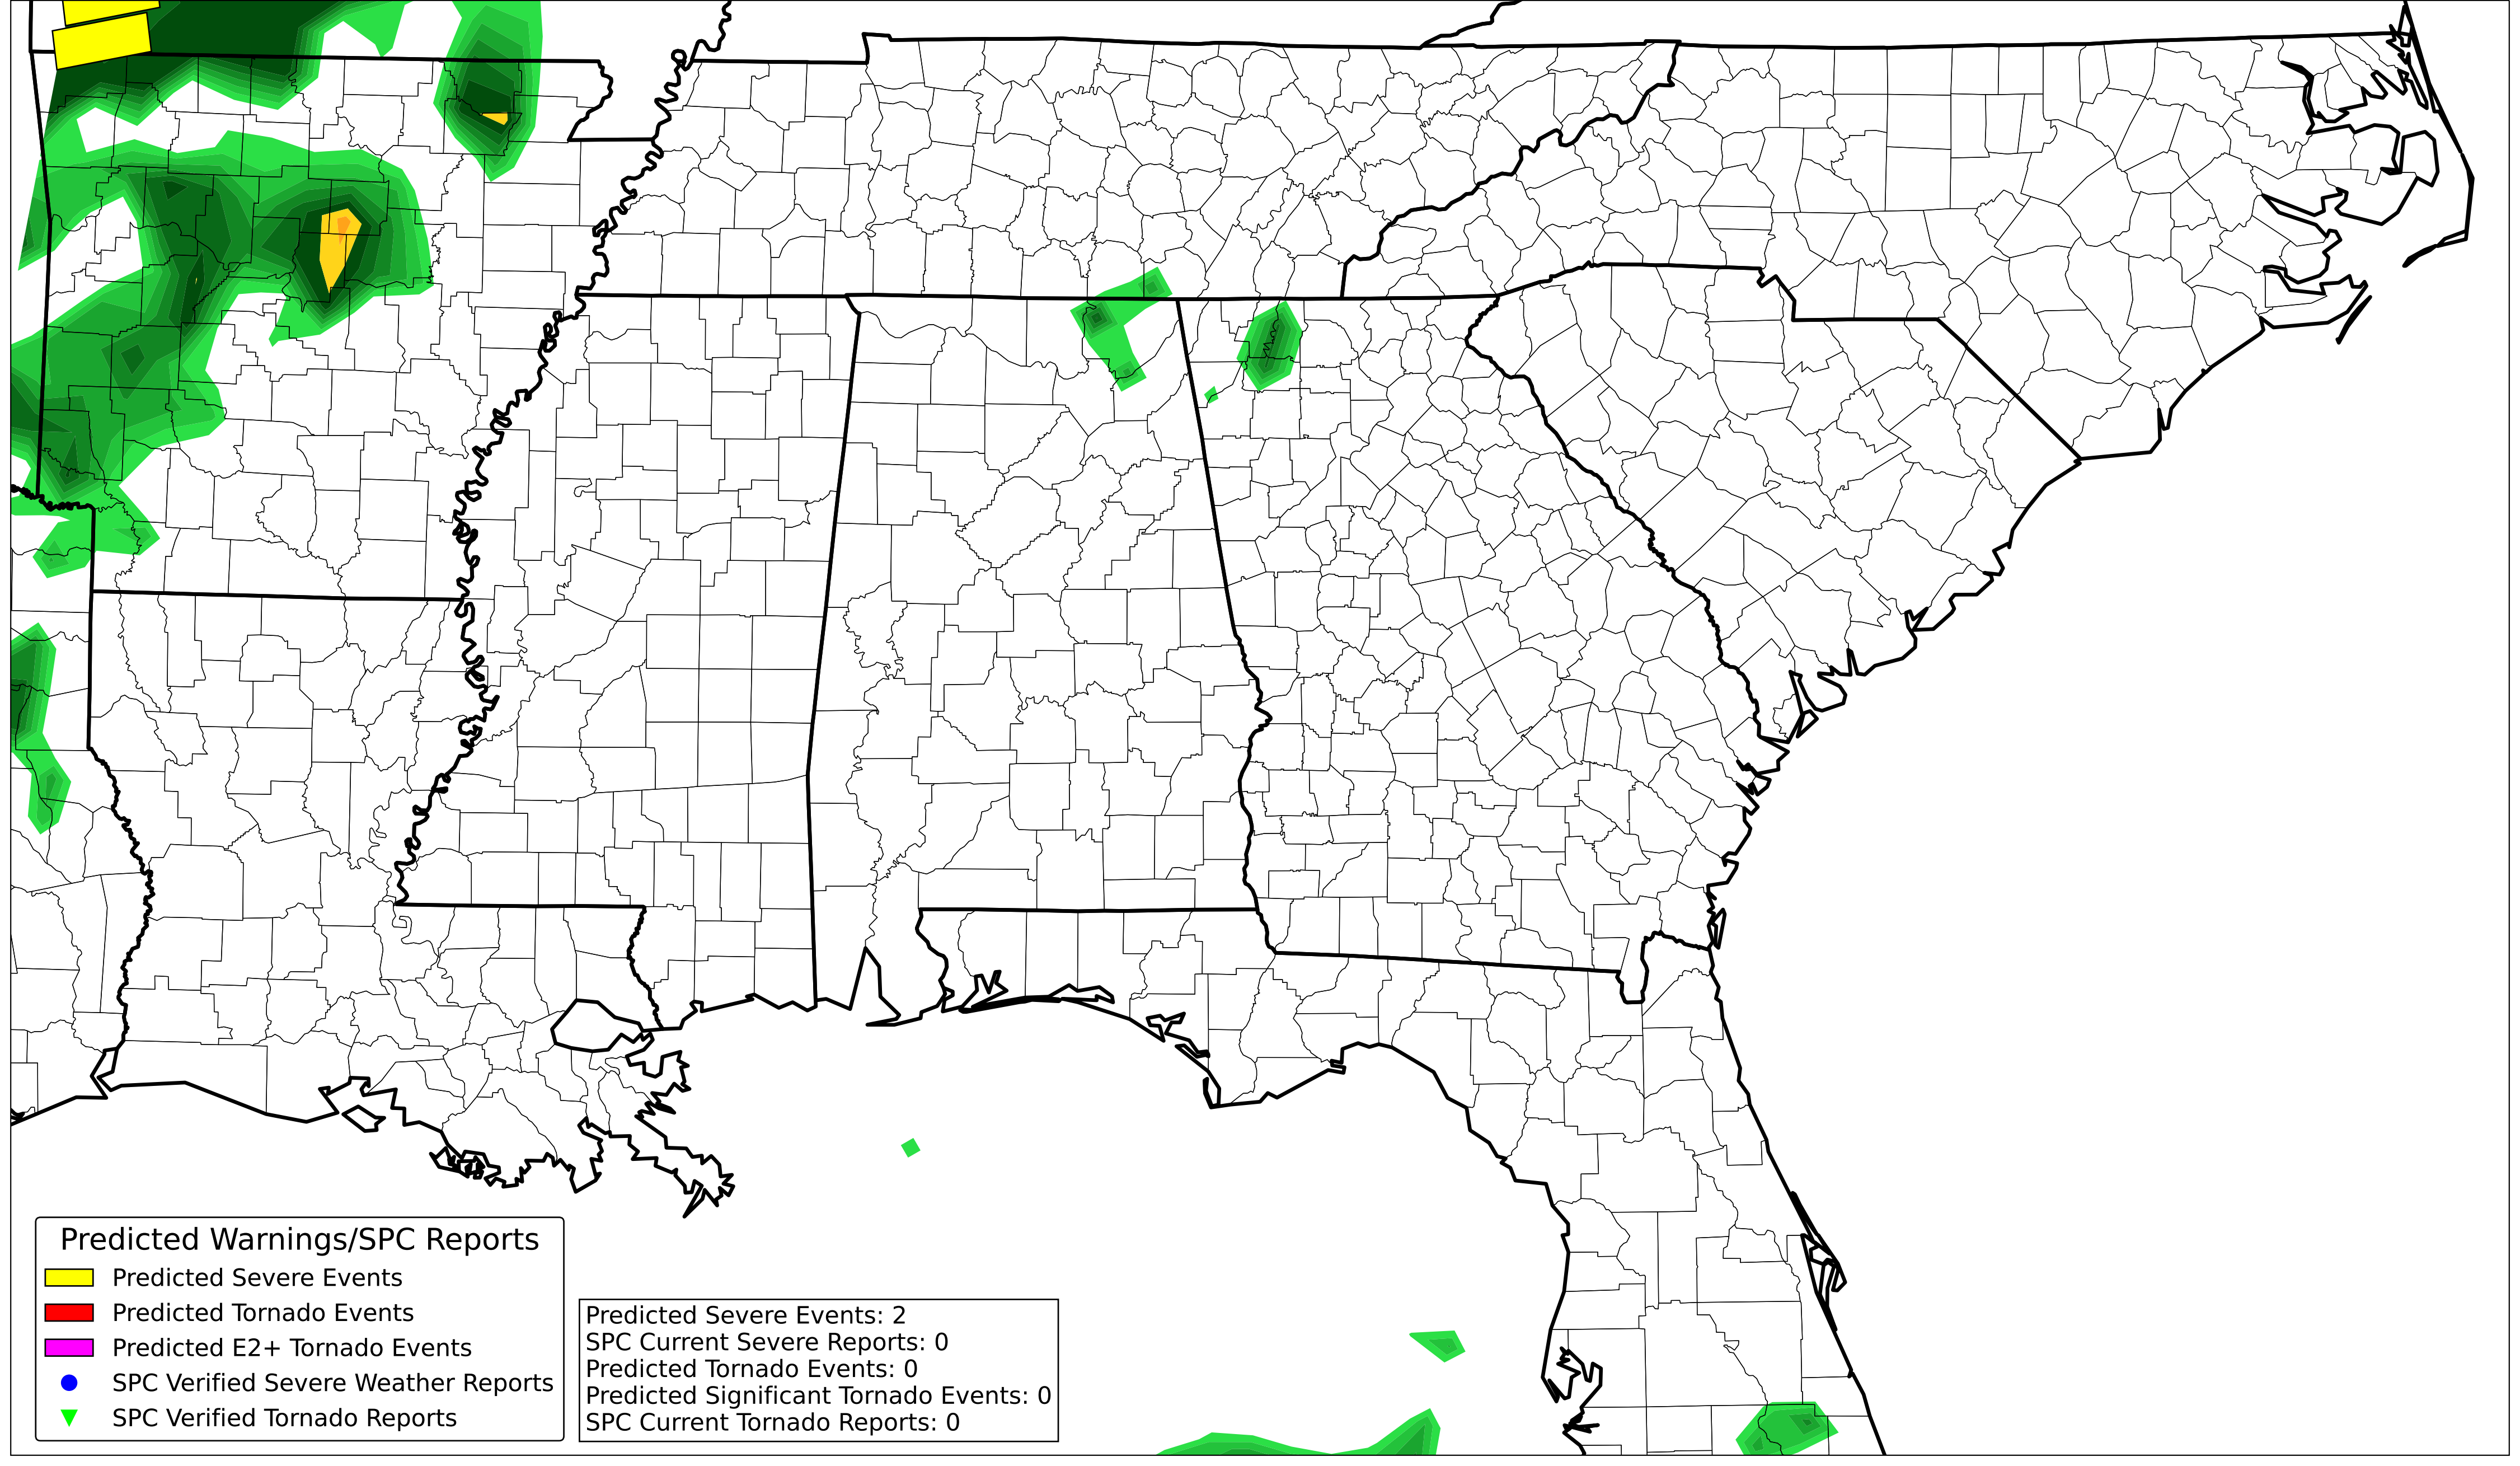 Predicted Warnings/SPC Reports
Predicted Severe Events
Predicted Tornado Events
Predicted E2+ Tornado Events
SPC Verified Severe Weather Reports
SPC Verified Tornado Reports
Predicted Severe Events: 2
SPC Current Severe Reports: 0
Predicted Tornado Events: 0
Predicted Significant Tornado Events: 0
SPC Current Tornado Reports: 0